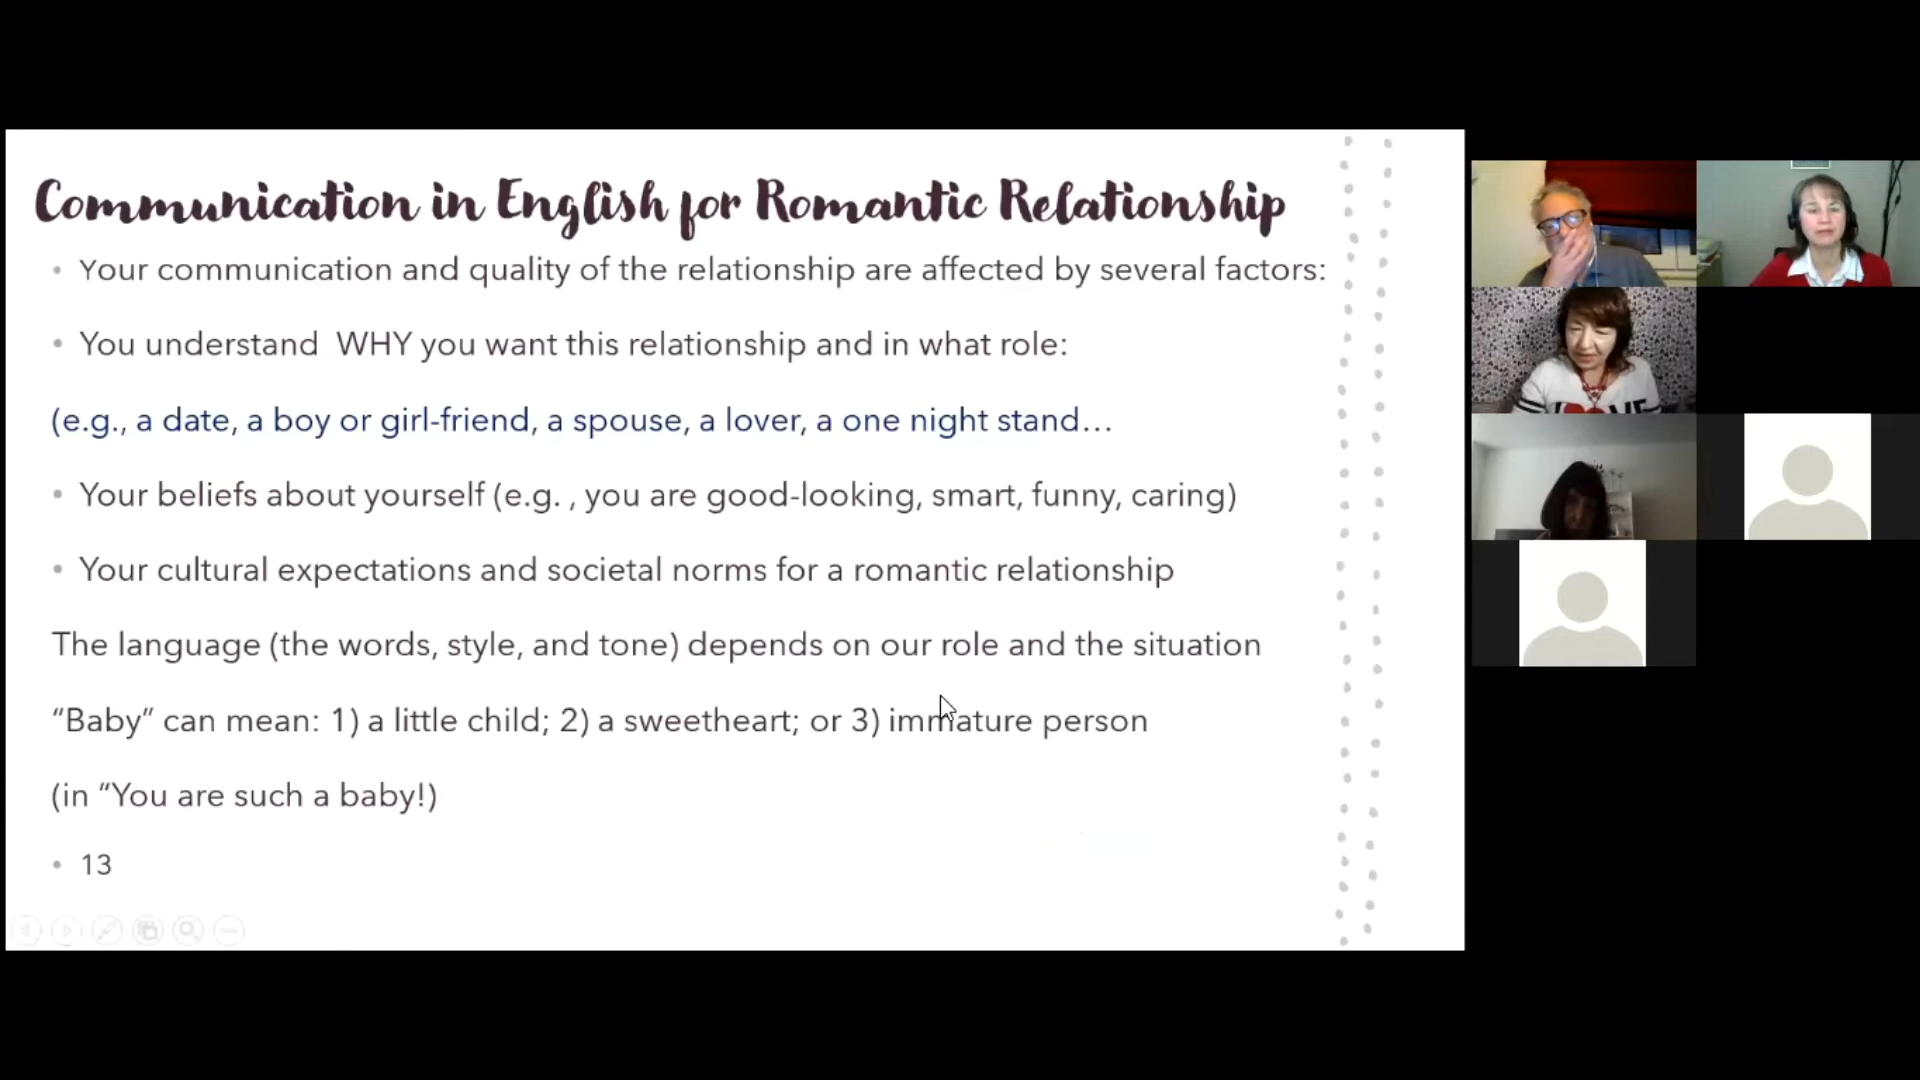 Communication in English for Romantic Relationship
• Your communication and quality of the relationship are affected by several factors:
• You understand WHY you want this relationship and in what role:
(e.g., a date, a boy or girl-friend, a spouse, a lover, a one night stand…
• Your beliefs about yourself (e.g. , you are good-looking, smart, funny, caring)
• Your cultural expectations and societal norms for a romantic relationship
The language (the words, style, and tone) depends on our role and the situation
“Baby” can mean: 1) a little child; 2) a sweetheart; or 3) immature person
(in “You are such a baby!)
• 13